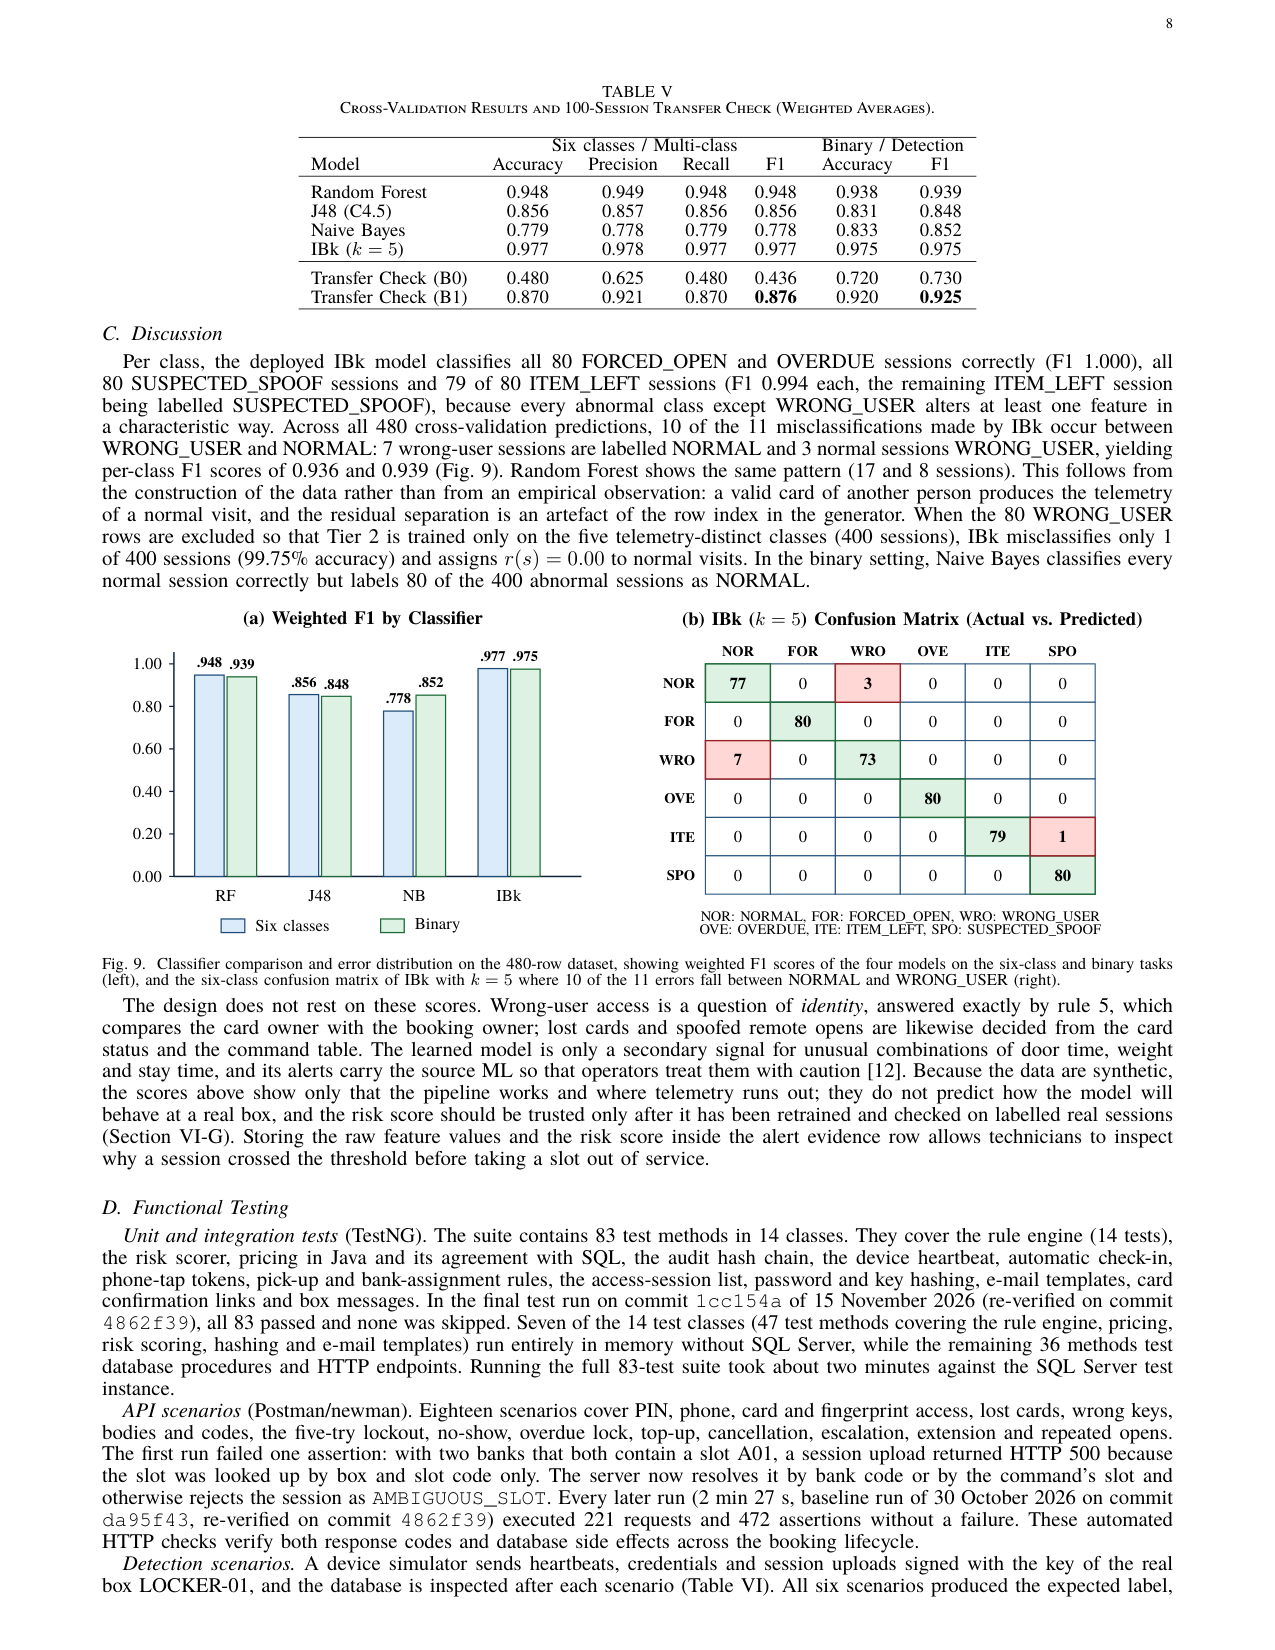 8
TABLE V
Cross-Validation Results and 100-Session Transfer Check (Weighted Averages).
Six classes / Multi-class Binary / Detection
Model Accuracy Precision Recall F1 Accuracy F1
Random Forest 0.948 0.949 0.948 0.948 0.938 0.939
J48 (C4.5) 0.856 0.857 0.856 0.856 0.831 0.848
Naive Bayes 0.779 0.778 0.779 0.778 0.833 0.852
IBk (k = 5) 0.977 0.978 0.977 0.977 0.975 0.975
Transfer Check (B0) 0.480 0.625 0.480 0.436 0.720 0.730
Transfer Check (B1) 0.870 0.921 0.870 0.876 0.920 0.925
C. Discussion
Per class, the deployed IBk model classifies all 80 FORCED_OPEN and OVERDUE sessions correctly (F1 1.000), all
80 SUSPECTED_SPOOF sessions and 79 of 80 ITEM_LEFT sessions (F1 0.994 each, the remaining ITEM_LEFT session
being labelled SUSPECTED_SPOOF), because every abnormal class except WRONG_USER alters at least one feature in
a characteristic way. Across all 480 cross-validation predictions, 10 of the 11 misclassifications made by IBk occur between
WRONG_USER and NORMAL: 7 wrong-user sessions are labelled NORMAL and 3 normal sessions WRONG_USER, yielding
per-class F1 scores of 0.936 and 0.939 (Fig. 9). Random Forest shows the same pattern (17 and 8 sessions). This follows from
the construction of the data rather than from an empirical observation: a valid card of another person produces the telemetry
of a normal visit, and the residual separation is an artefact of the row index in the generator. When the 80 WRONG_USER
rows are excluded so that Tier 2 is trained only on the five telemetry-distinct classes (400 sessions), IBk misclassifies only 1
of 400 sessions (99.75% accuracy) and assigns r(s) = 0.00 to normal visits. In the binary setting, Naive Bayes classifies every
normal session correctly but labels 80 of the 400 abnormal sessions as NORMAL.
(a) Weighted F1 by Classifier
1.00
0.80
0.60
0.40
0.20
0.00
.948 .939
.856 .848
.778 .852
.977 .975
RF J48 NB IBk
Six classes Binary
(b) IBk (k = 5) Confusion Matrix (Actual vs. Predicted)
NOR FOR WRO OVE ITE SPO
NOR 77 0 3 0 0 0
FOR 0 80 0 0 0 0
WRO 7 0 73 0 0 0
OVE 0 0 0 80 0 0
ITE 0 0 0 0 79 1
SPO 0 0 0 0 0 80
NOR: NORMAL, FOR: FORCED_OPEN, WRO: WRONG_USER
OVE: OVERDUE, ITE: ITEM_LEFT, SPO: SUSPECTED_SPOOF
Fig. 9. Classifier comparison and error distribution on the 480-row dataset, showing weighted F1 scores of the four models on the six-class and binary tasks
(left), and the six-class confusion matrix of IBk with k = 5 where 10 of the 11 errors fall between NORMAL and WRONG_USER (right).
The design does not rest on these scores. Wrong-user access is a question of identity, answered exactly by rule 5, which
compares the card owner with the booking owner; lost cards and spoofed remote opens are likewise decided from the card
status and the command table. The learned model is only a secondary signal for unusual combinations of door time, weight
and stay time, and its alerts carry the source ML so that operators treat them with caution [12]. Because the data are synthetic,
the scores above show only that the pipeline works and where telemetry runs out; they do not predict how the model will
behave at a real box, and the risk score should be trusted only after it has been retrained and checked on labelled real sessions
(Section VI-G). Storing the raw feature values and the risk score inside the alert evidence row allows technicians to inspect
why a session crossed the threshold before taking a slot out of service.
D. Functional Testing
Unit and integration tests (TestNG). The suite contains 83 test methods in 14 classes. They cover the rule engine (14 tests),
the risk scorer, pricing in Java and its agreement with SQL, the audit hash chain, the device heartbeat, automatic check-in,
phone-tap tokens, pick-up and bank-assignment rules, the access-session list, password and key hashing, e-mail templates, card
confirmation links and box messages. In the final test run on commit 1cc154a of 15 November 2026 (re-verified on commit
4862f39), all 83 passed and none was skipped. Seven of the 14 test classes (47 test methods covering the rule engine, pricing,
risk scoring, hashing and e-mail templates) run entirely in memory without SQL Server, while the remaining 36 methods test
database procedures and HTTP endpoints. Running the full 83-test suite took about two minutes against the SQL Server test
instance.
API scenarios (Postman/newman). Eighteen scenarios cover PIN, phone, card and fingerprint access, lost cards, wrong keys,
bodies and codes, the five-try lockout, no-show, overdue lock, top-up, cancellation, escalation, extension and repeated opens.
The first run failed one assertion: with two banks that both contain a slot A01, a session upload returned HTTP 500 because
the slot was looked up by box and slot code only. The server now resolves it by bank code or by the command's slot and
otherwise rejects the session as AMBIGUOUS_SLOT. Every later run (2 min 27 s, baseline run of 30 October 2026 on commit
da95f43, re-verified on commit 4862f39) executed 221 requests and 472 assertions without a failure. These automated
HTTP checks verify both response codes and database side effects across the booking lifecycle.
Detection scenarios. A device simulator sends heartbeats, credentials and session uploads signed with the key of the real
box LOCKER-01, and the database is inspected after each scenario (Table VI). All six scenarios produced the expected label,